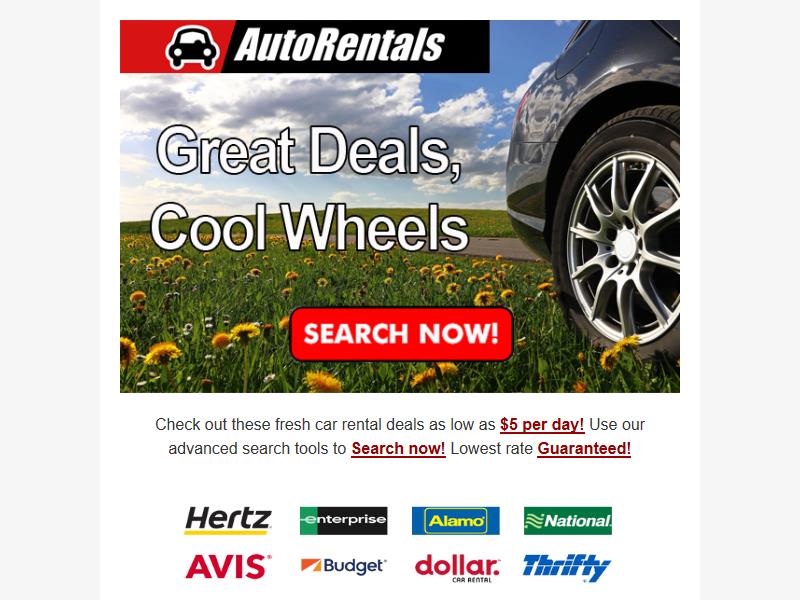 AutoRentals
Great Deals,
Cool Wheels
SEARCH NOW!
Check out these fresh car rental deals as low as $5 per day! Use our
advanced search tools to Search now! Lowest rate Guaranteed!
Hertz. enterprise Alamo National.
AVIS® Budget® dollar. CAR RENTAL Thrifty